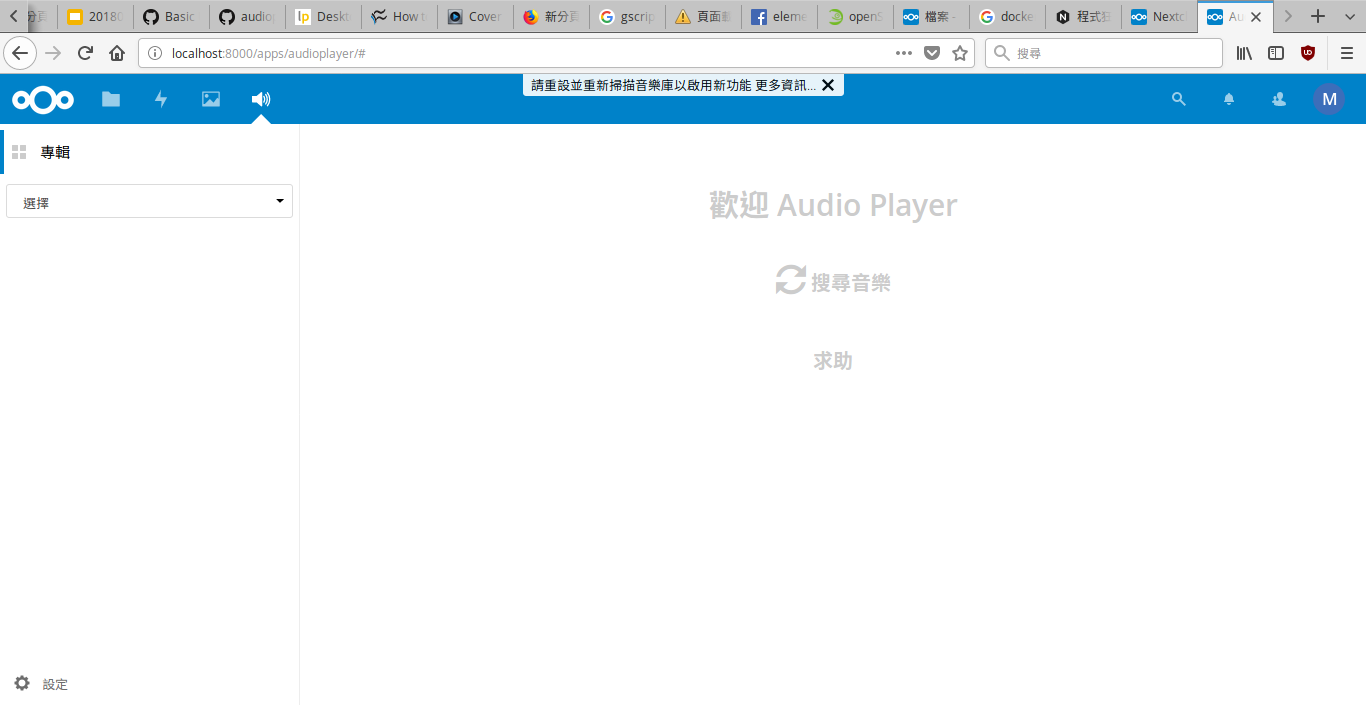 2018
Basic
audio
Deskt
How t
Cover
新分頁
gscrip
頁面載
eleme
openS
檔案 -
docke
程式
Nextc
Au
localhost:8000/apps/audioplayer/#
搜尋
請重設並重新掃描音樂庫以啟用新功能 更多資訊...
M
專輯
選擇
歡迎 Audio Player
搜尋音樂
求助
設定